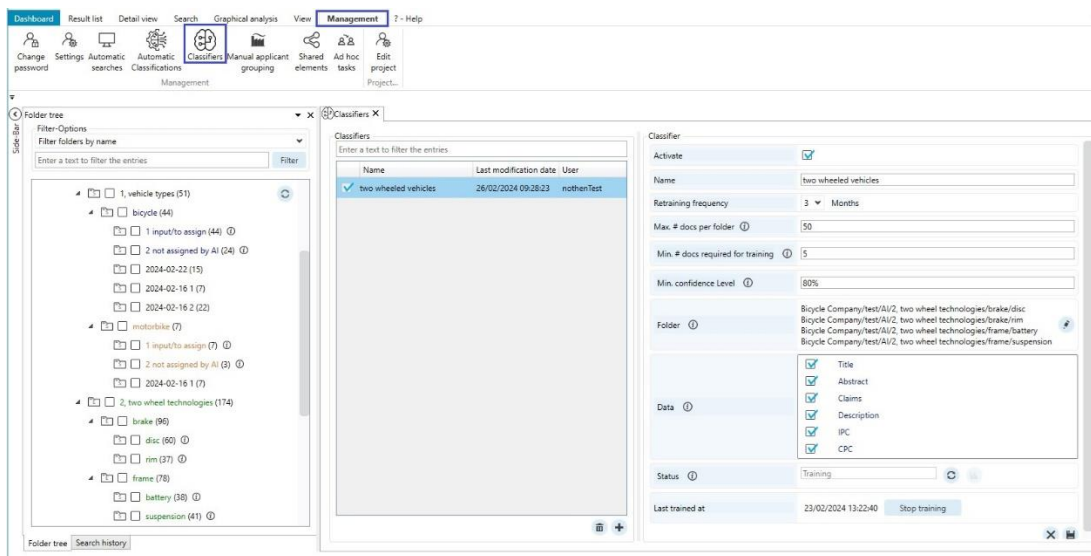 Dashboard Result list Detail view Search Graphical analysis View Management ? - Help
Change password
Settings
Automatic searches
Automatic Classifications
Classifiers
Manual applicant grouping
Shared elements
Ad hoc tasks
Edit project
Management
Project...
Side-Bar
Folder tree
Filter-Options
Filter folders by name
Enter a text to filter the entries
Filter
1, vehicle types (51)
bicycle (44)
1 input/to assign (44)
2 not assigned by AI (24)
2024-02-22 (15)
2024-02-16 1 (7)
2024-02-16 2 (22)
motorbike (7)
1 input/to assign (7)
2 not assigned by AI (3)
2024-02-16 1 (7)
2, two wheel technologies (174)
brake (96)
disc (60)
rim (37)
frame (78)
battery (38)
suspension (41)
Folder tree Search history
Classifiers
Classifiers
Enter a text to filter the entries
Name Last modification date User
two wheeled vehicles 26/02/2024 09:28:23 nothenTest
Classifier
Activate
Name two wheeled vehicles
Retraining frequency 3 Months
Max. # docs per folder 50
Min. # docs required for training 5
Min. confidence Level 80%
Folder
Bicycle Company/test/AI/2, two wheel technologies/brake/disc
Bicycle Company/test/AI/2, two wheel technologies/brake/rim
Bicycle Company/test/AI/2, two wheel technologies/frame/battery
Bicycle Company/test/AI/2, two wheel technologies/frame/suspension
Data
Title
Abstract
Claims
Description
IPC
CPC
Status Training
Last trained at 23/02/2024 13:22:40 Stop training